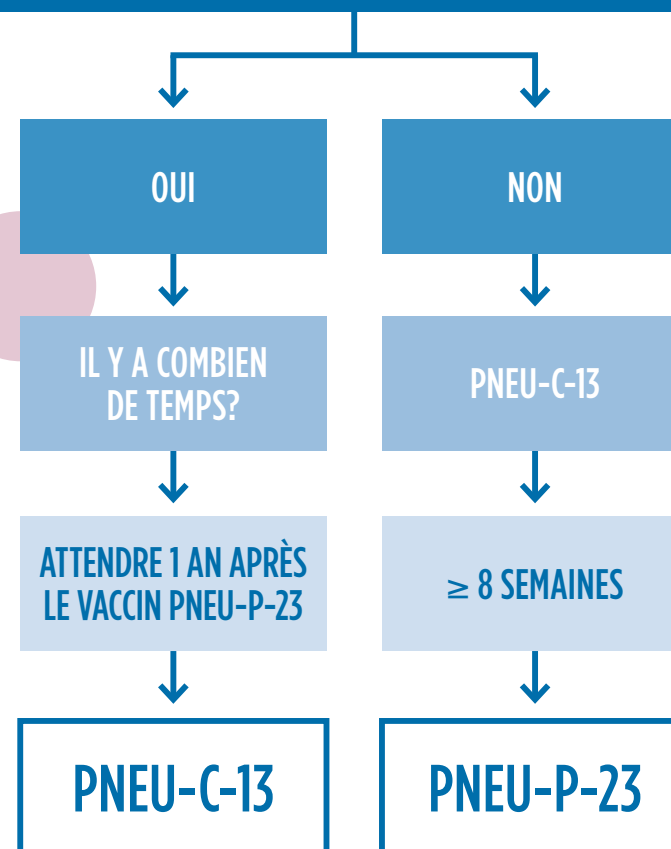 OUI
NON
IL Y A COMBIEN
DE TEMPS?
PNEU-C-13
ATTENDRE 1 AN APRÈS
LE VACCIN PNEU-P-23
≥ 8 SEMAINES
PNEU-C-13
PNEU-P-23